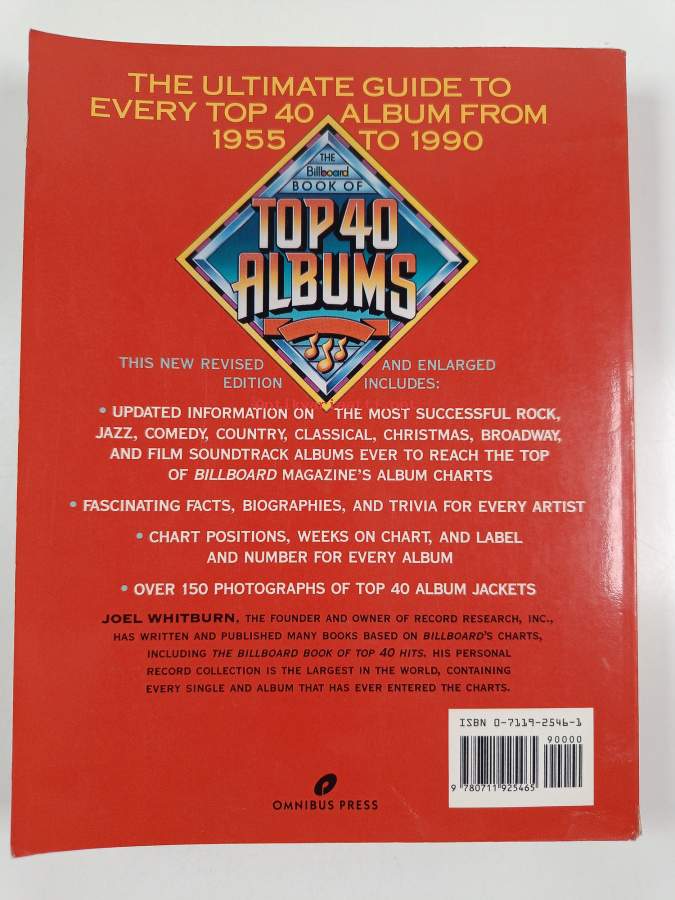 THE ULTIMATE GUIDE TO
EVERY TOP 40 ALBUM FROM
1955 TO 1990
THE
Billboard
BOOK OF
TOP 40
ALBUMS
THIS NEW REVISED AND ENLARGED
EDITION INCLUDES:
• UPDATED INFORMATION ON THE MOST SUCCESSFUL ROCK,
JAZZ, COMEDY, COUNTRY, CLASSICAL, CHRISTMAS, BROADWAY,
AND FILM SOUNDTRACK ALBUMS EVER TO REACH THE TOP
OF BILLBOARD MAGAZINE'S ALBUM CHARTS
• FASCINATING FACTS, BIOGRAPHIES, AND TRIVIA FOR EVERY ARTIST
• CHART POSITIONS, WEEKS ON CHART, AND LABEL
AND NUMBER FOR EVERY ALBUM
• OVER 150 PHOTOGRAPHS OF TOP 40 ALBUM JACKETS
JOEL WHITBURN, THE FOUNDER AND OWNER OF RECORD RESEARCH, INC.,
HAS WRITTEN AND PUBLISHED MANY BOOKS BASED ON BILLBOARD'S CHARTS,
INCLUDING THE BILLBOARD BOOK OF TOP 40 HITS. HIS PERSONAL
RECORD COLLECTION IS THE LARGEST IN THE WORLD, CONTAINING
EVERY SINGLE AND ALBUM THAT HAS EVER ENTERED THE CHARTS.
ISBN 0-7119-2546-1
90000
9 780711 925465
OMNIBUS PRESS